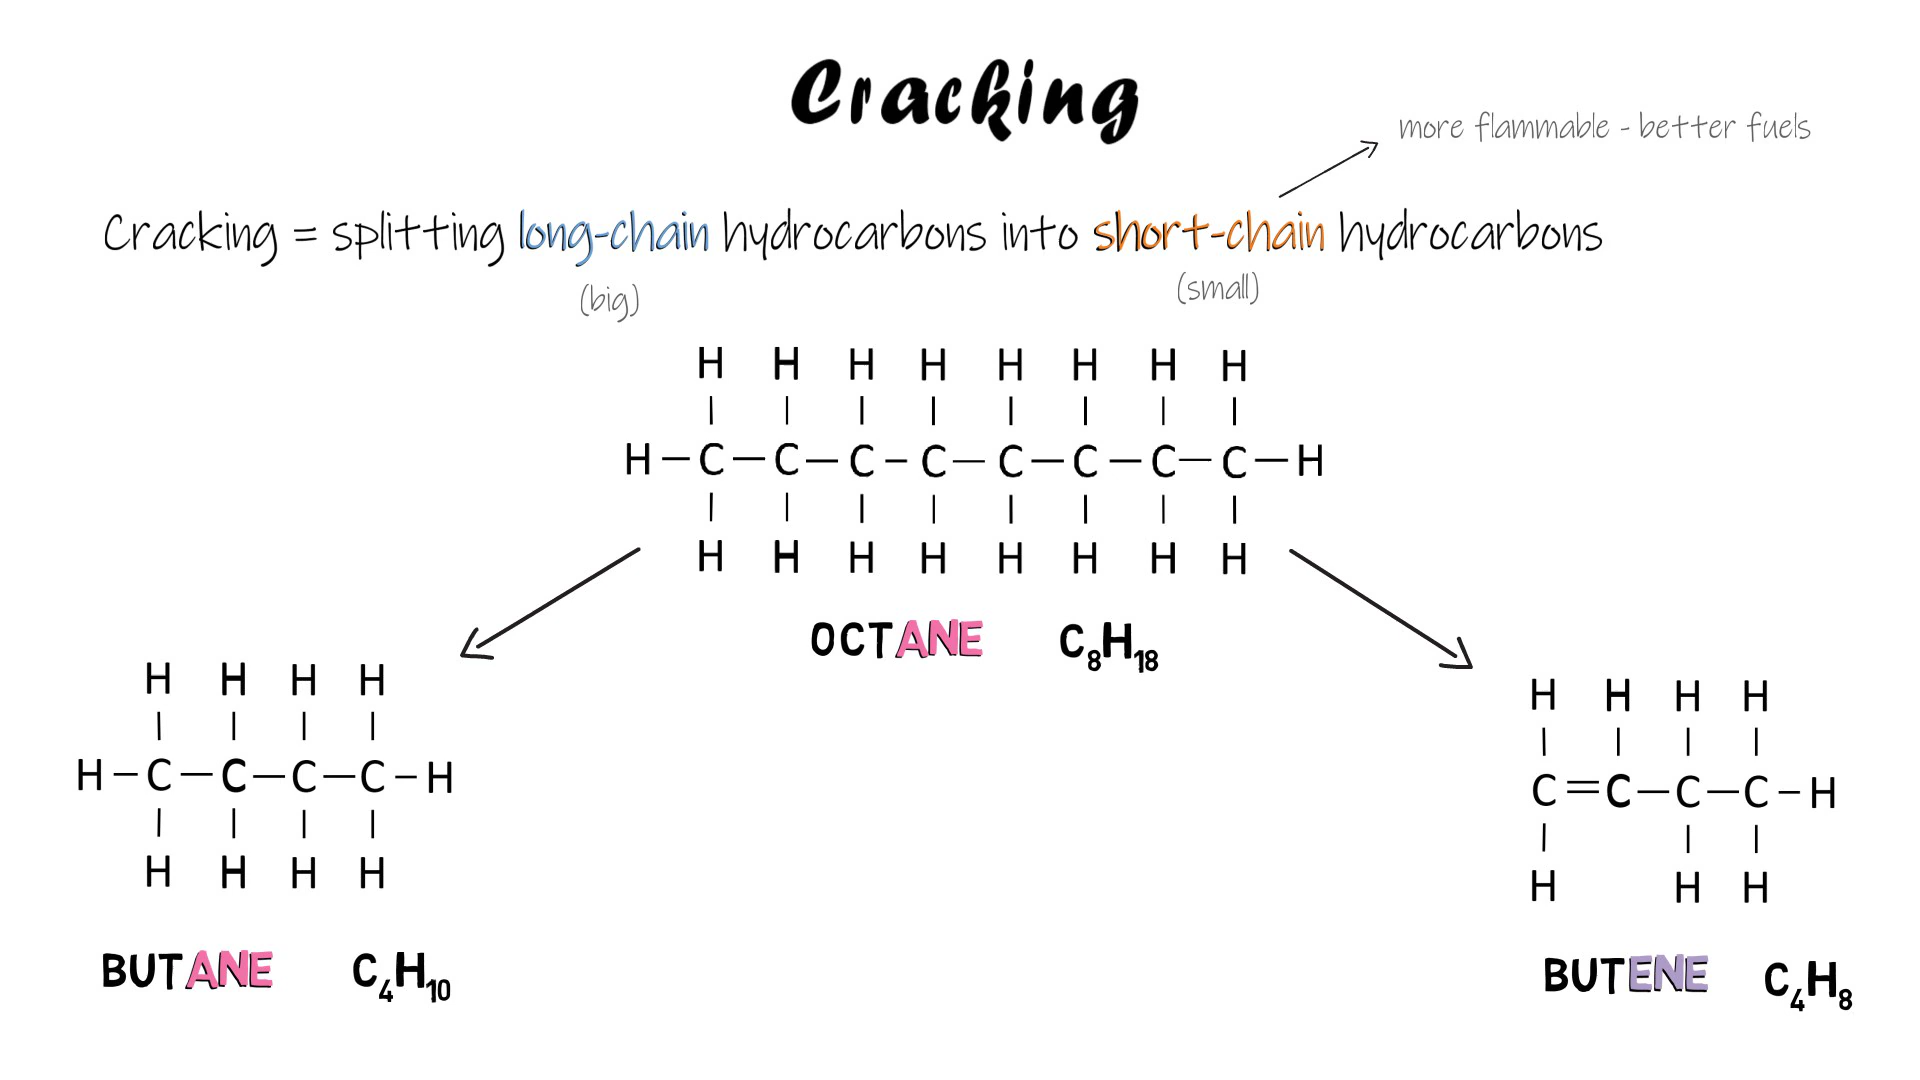 Cracking
more flammable - better fuels
Cracking = splitting long-chain hydrocarbons into short-chain hydrocarbons
(big)
(small)
H H H H H H H H
H-C-C-C-C-C-C-C-C-H
H H H H H H H H
OCTANE C₈H₁₈
H H H H
H-C-C-C-C-H
H H H H
BUTANE C₄H₁₀
H H H H
C=C-C-C-H
H H H
BUTENE C₄H₈